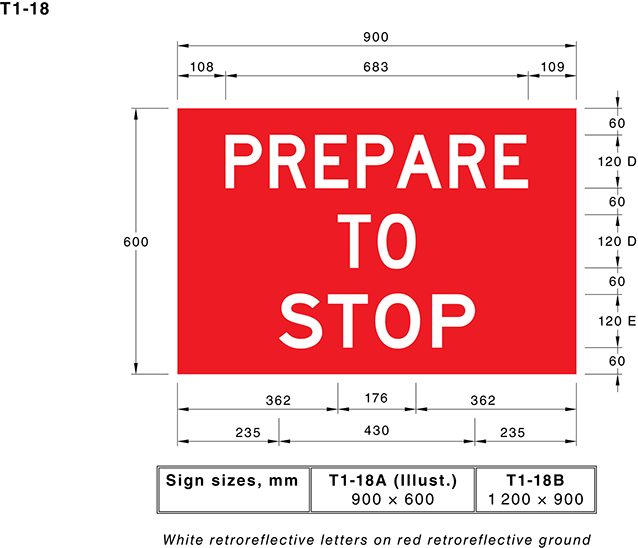 T1-18
900
108 683 109
PREPARE
TO
STOP
600
60
120 D
60
120 D
60
120 E
60
362 176 362
235 430 235
Sign sizes, mm T1-18A (Illust.) T1-18B
900 × 600 1 200 × 900
White retroreflective letters on red retroreflective ground